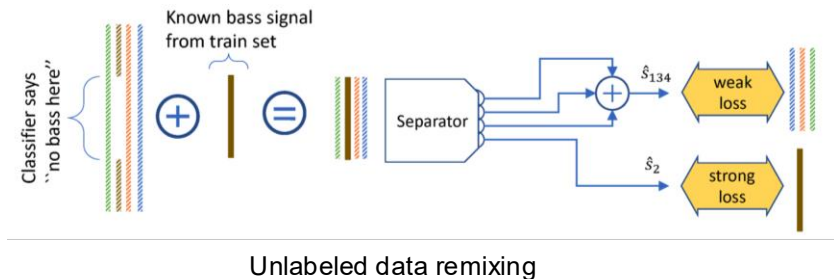 Known bass signal
from train set
Classifier says
``no bass here”
Separator
ŝ134
weak
loss
ŝ2
strong
loss
Unlabeled data remixing